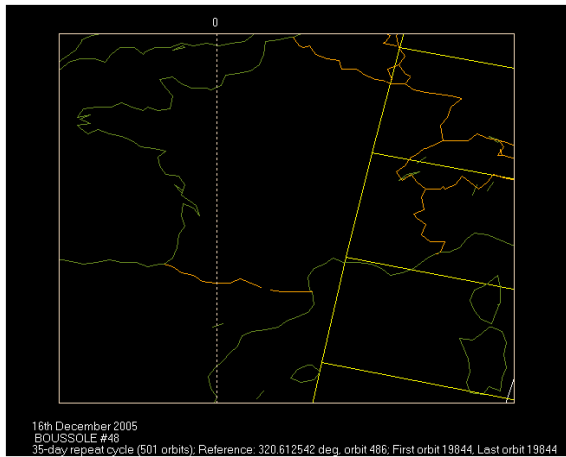 0
16th December 2005
BOUSSOLE #48
35-day repeat cycle (501 orbits); Reference: 320.612542 deg, orbit 486; First orbit 19844, Last orbit 19844